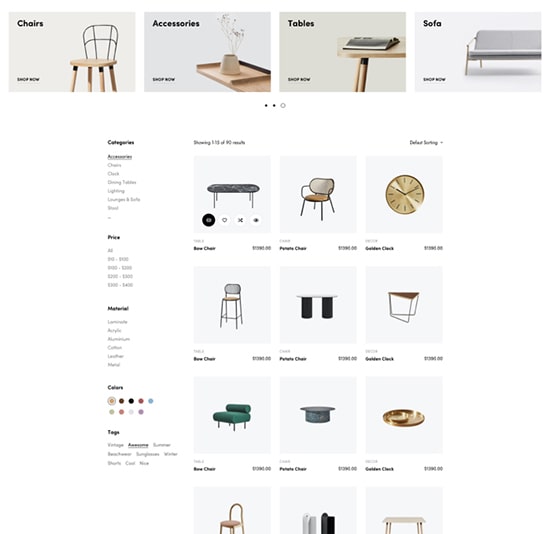 Chairs
SHOP NOW
Accessories
SHOP NOW
Tables
SHOP NOW
Sofa
SHOP NOW
Categories
Accessories
Chairs
Clock
Dining Tables
Lighting
Lounges & Sofa
Stool
Price
All
$10 - $100
$100 - $200
$200 - $300
$300 - $400
Material
Laminate
Acrylic
Aluminium
Cotton
Leather
Metal
Colors
Tags
Vintage Awesome Summer
Beachwear Sunglasses Winter
Shorts Cool Nice
Showing 1-15 of 90 results
Default Sorting
TABLE
Bow Chair $1390.00
CHAIR
Potato Chair $1390.00
DECOR
Golden Clock $1390.00
TABLE
Bow Chair $1390.00
CHAIR
Potato Chair $1390.00
DECOR
Golden Clock $1390.00
TABLE
Bow Chair $1390.00
CHAIR
Potato Chair $1390.00
DECOR
Golden Clock $1390.00